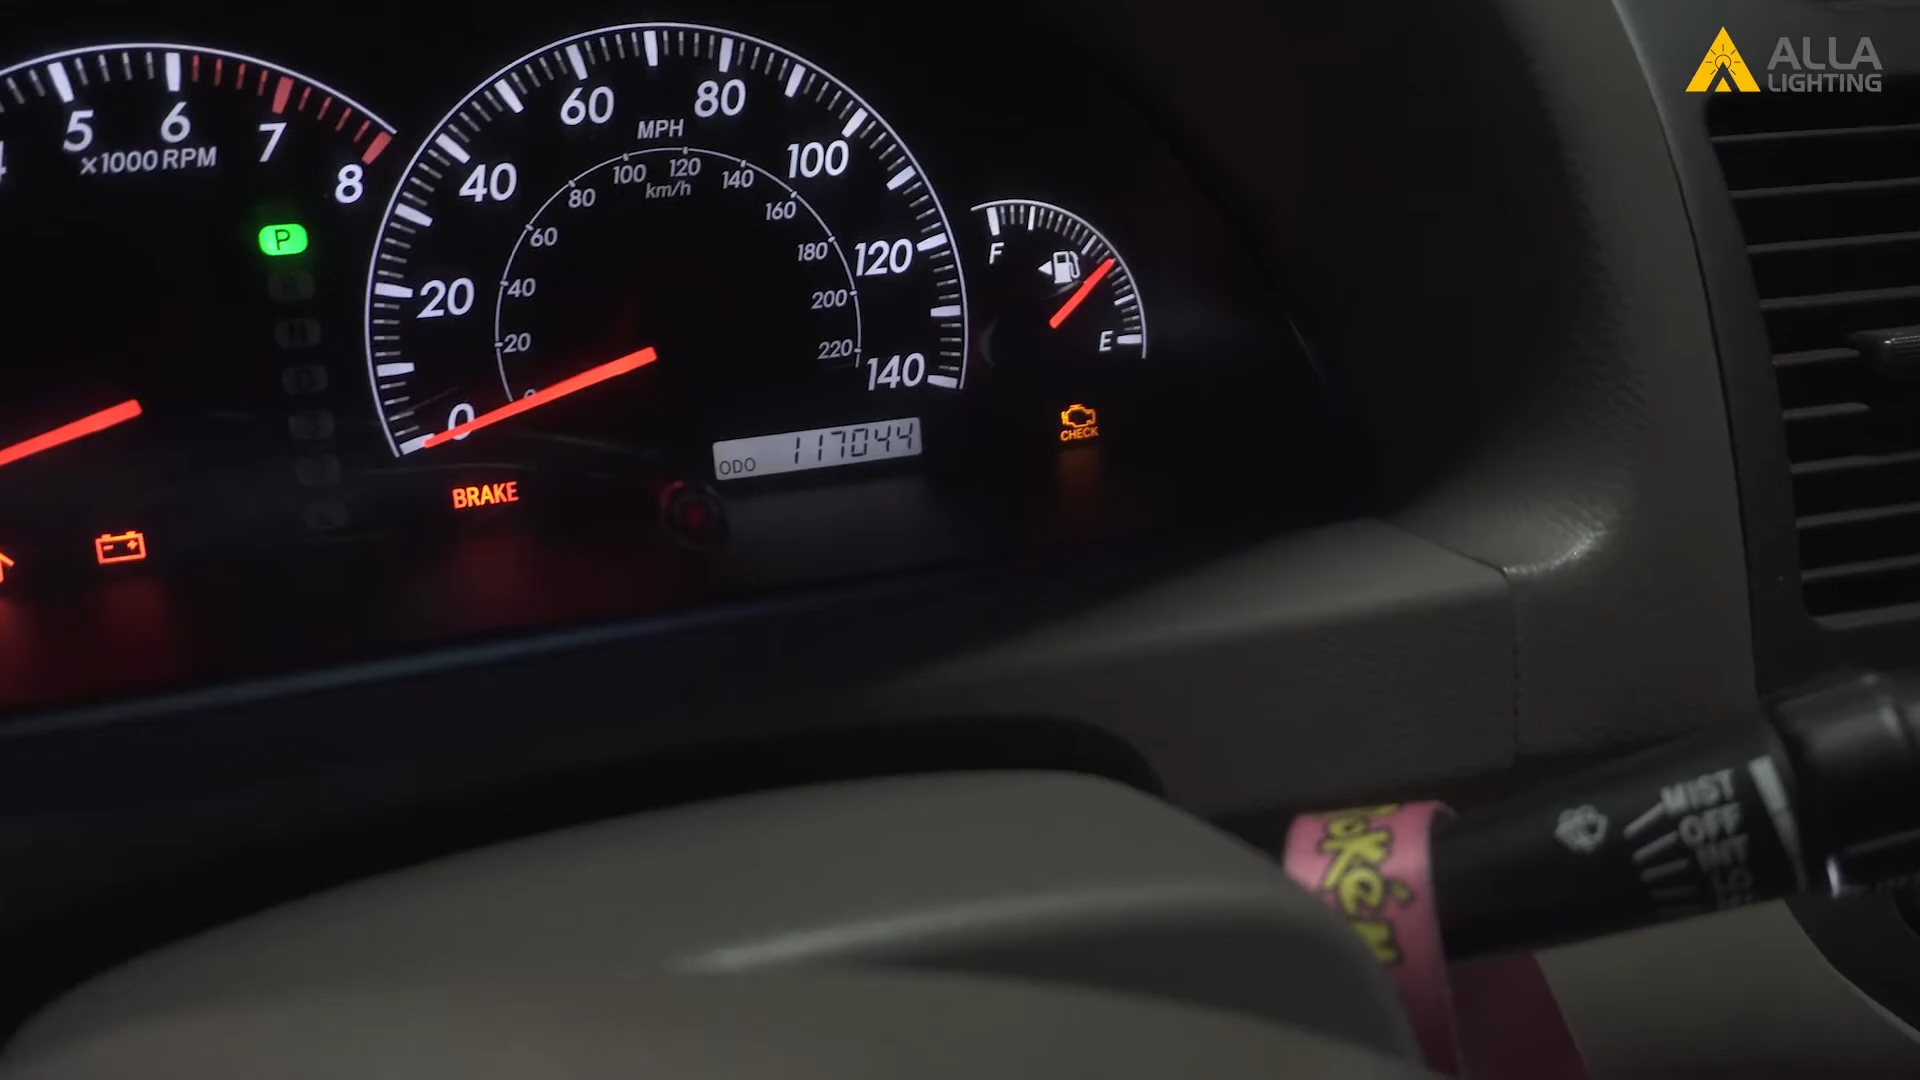 ALLA
LIGHTING
5
6
7
8
x1000 RPM
P
R
N
D
L
0
20
40
60
80
100
120
140
MPH
20
40
60
80
100
120
140
160
180
200
220
km/h
F
E
ODO 117044
CHECK
BRAKE
MIST
OFF
INT
Pokém